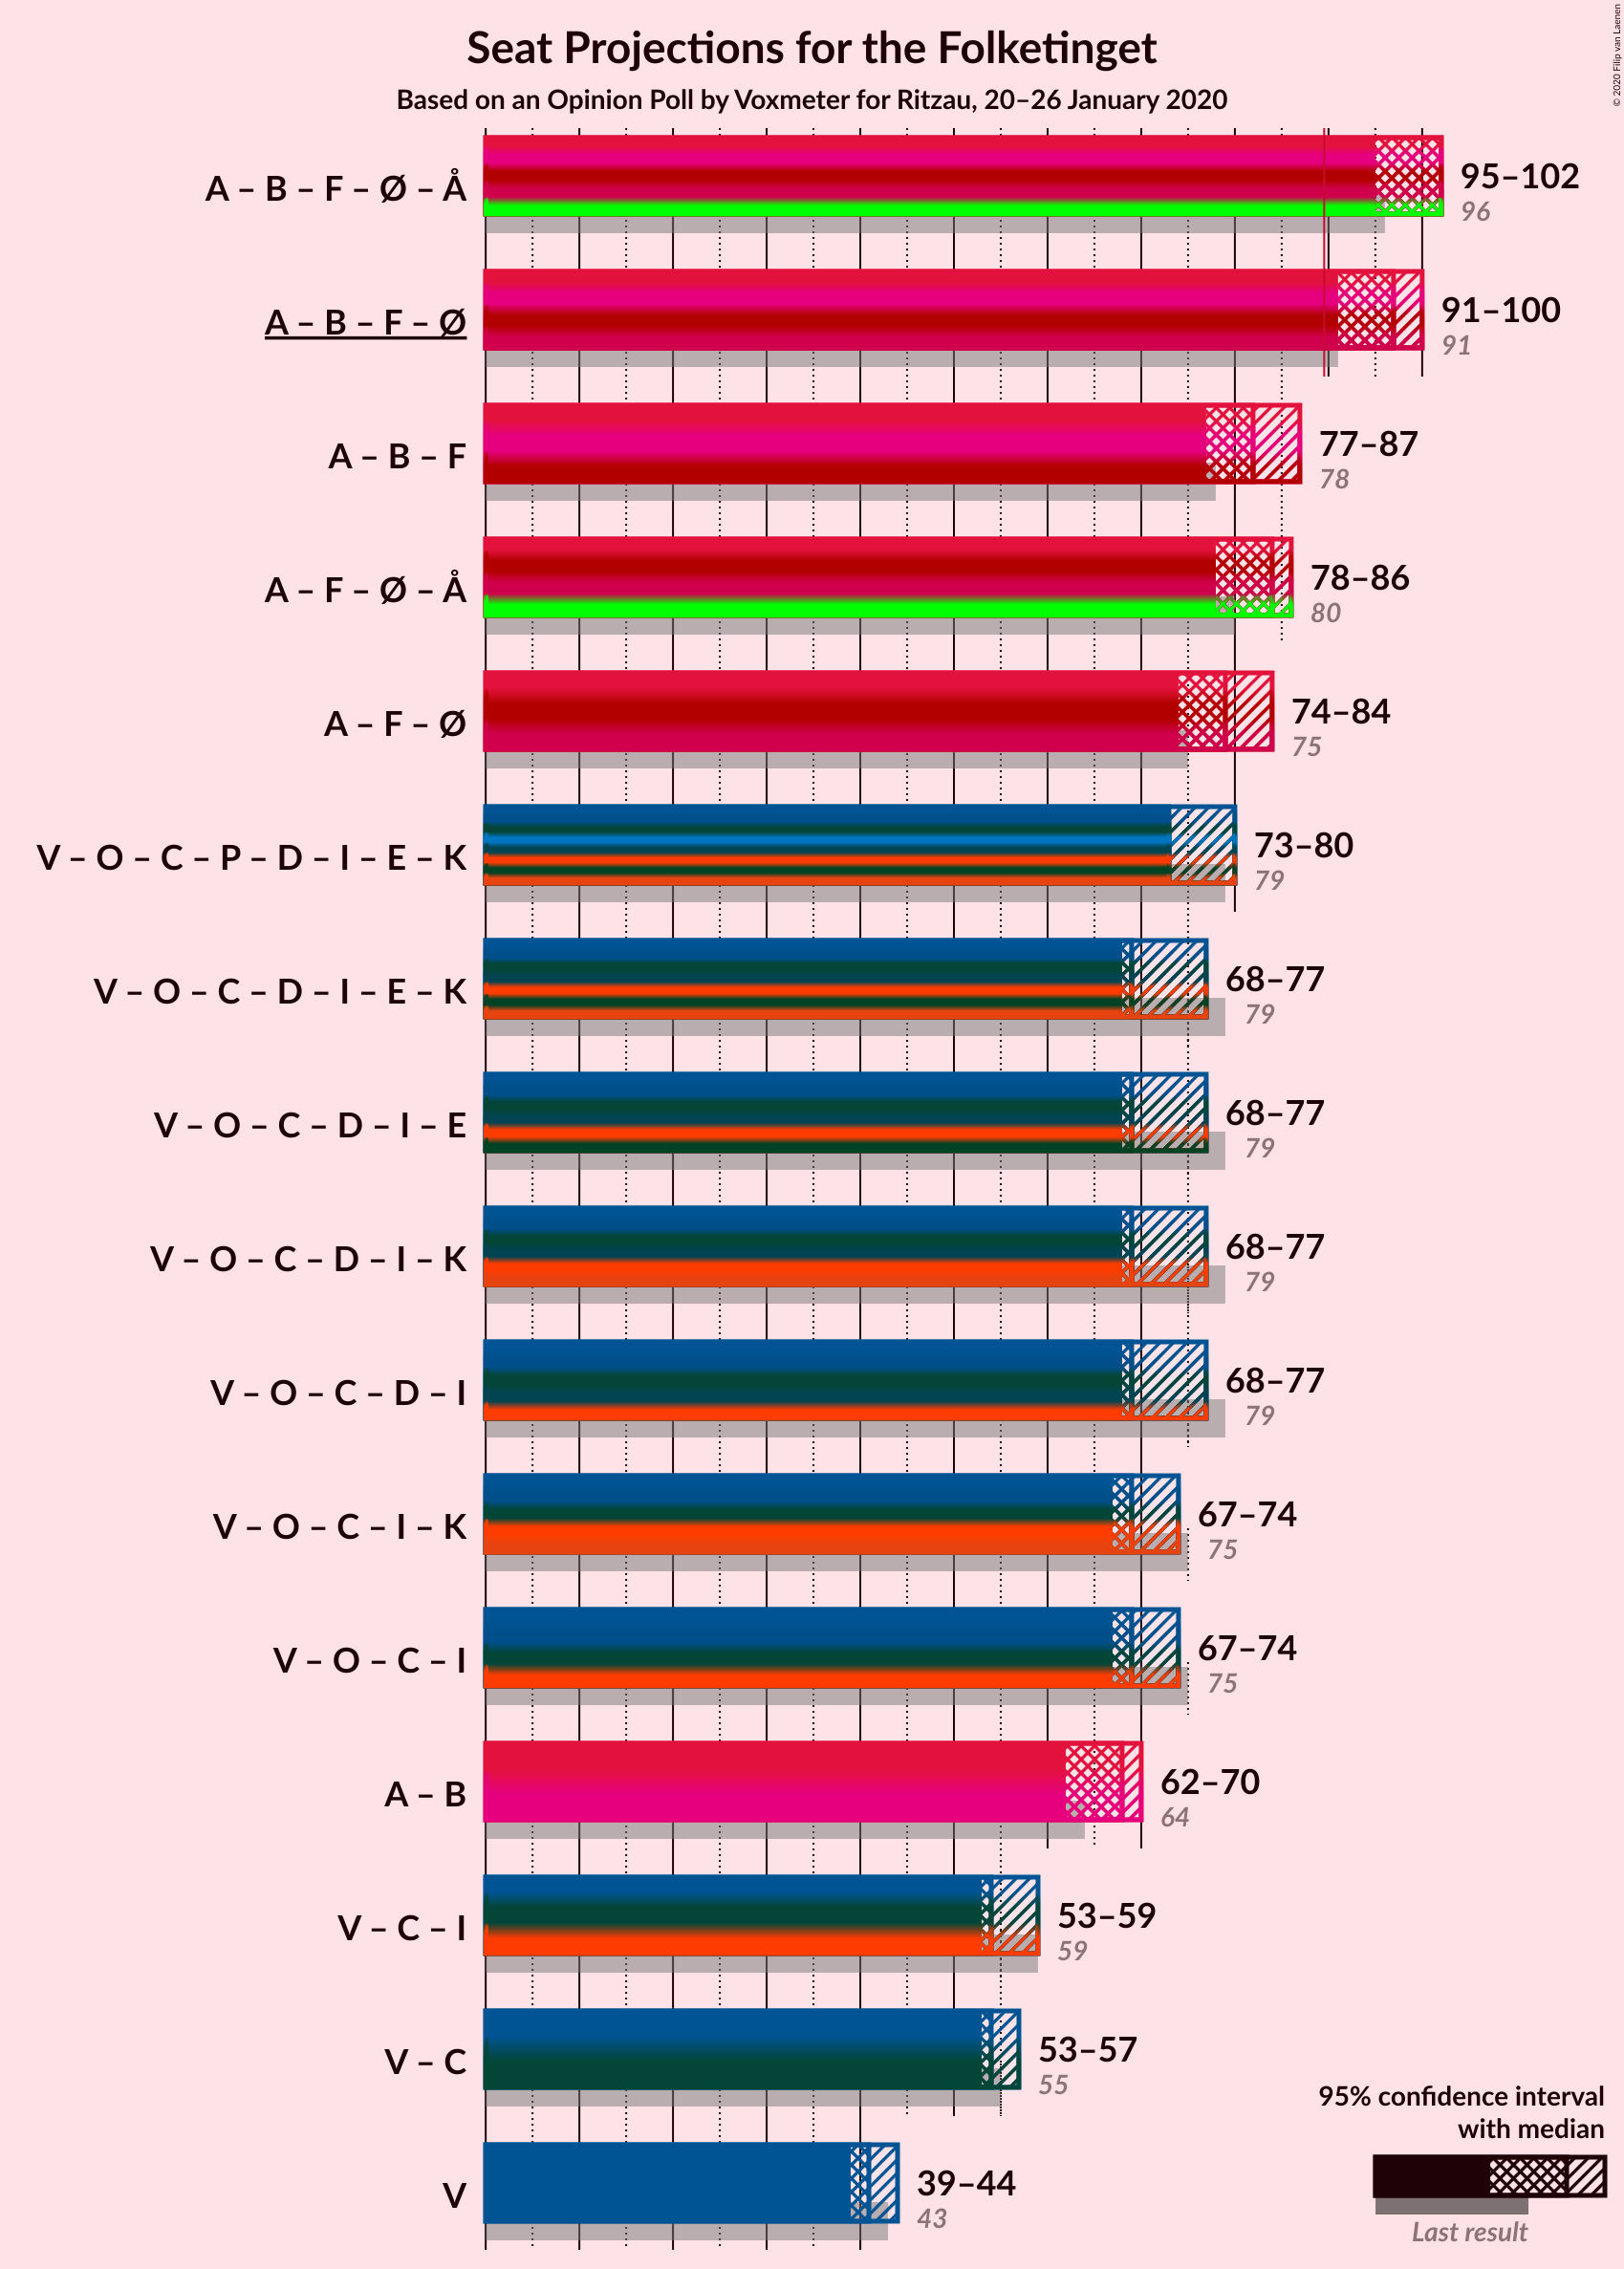 Seat Projections for the Folketinget
Based on an Opinion Poll by Voxmeter for Ritzau, 20–26 January 2020
© 2020 Filip van Laenen
A – B – F – Ø – Å
95–102
96
A – B – F – Ø
91–100
91
A – B – F
77–87
78
A – F – Ø – Å
78–86
80
A – F – Ø
74–84
75
V – O – C – P – D – I – E – K
73–80
79
V – O – C – D – I – E – K
68–77
79
V – O – C – D – I – E
68–77
79
V – O – C – D – I – K
68–77
79
V – O – C – D – I
68–77
79
V – O – C – I – K
67–74
75
V – O – C – I
67–74
75
A – B
62–70
64
V – C – I
53–59
59
V – C
53–57
55
V
39–44
43
95% confidence interval
with median
Last result